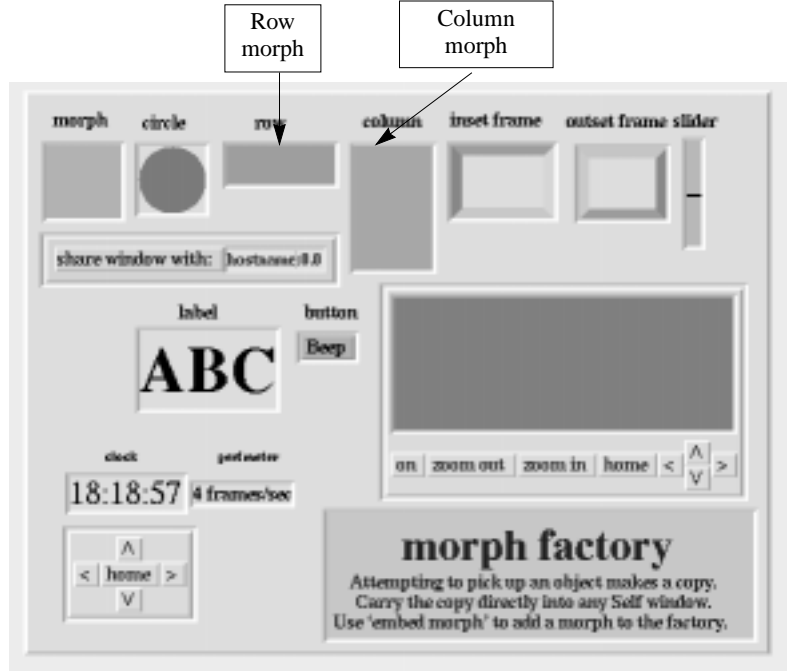 Row
morph
Column
morph
morph circle row column inset frame outset frame slider
share window with: hostname:0.0
label button
ABC
Beep
clock perfmeter
18:18:57 4 frames/sec
on zoom out zoom in home < ^ v >
^
< home >
v
morph factory
Attempting to pick up an object makes a copy.
Carry the copy directly into any Self window.
Use 'embed morph' to add a morph to the factory.